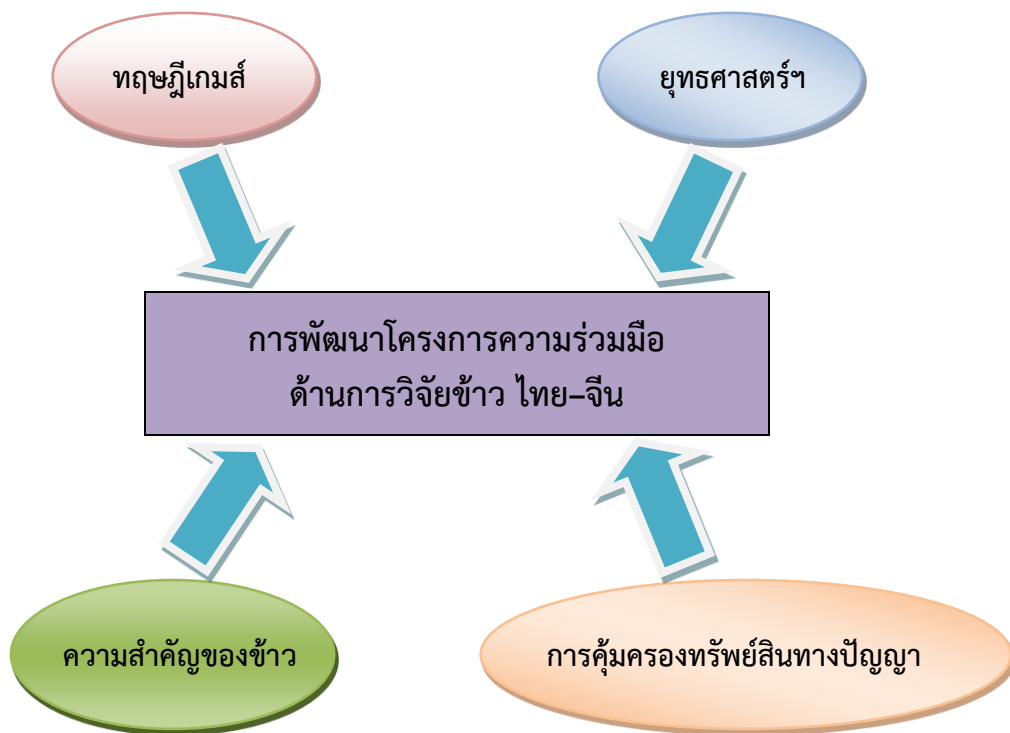 ทฤษฎีเกมส์
ยุทธศาสตร์ฯ
การพัฒนาโครงการความร่วมมือ
ด้านการวิจัยข้าว ไทย–จีน
ความสำคัญของข้าว
การคุ้มครองทรัพย์สินทางปัญญา